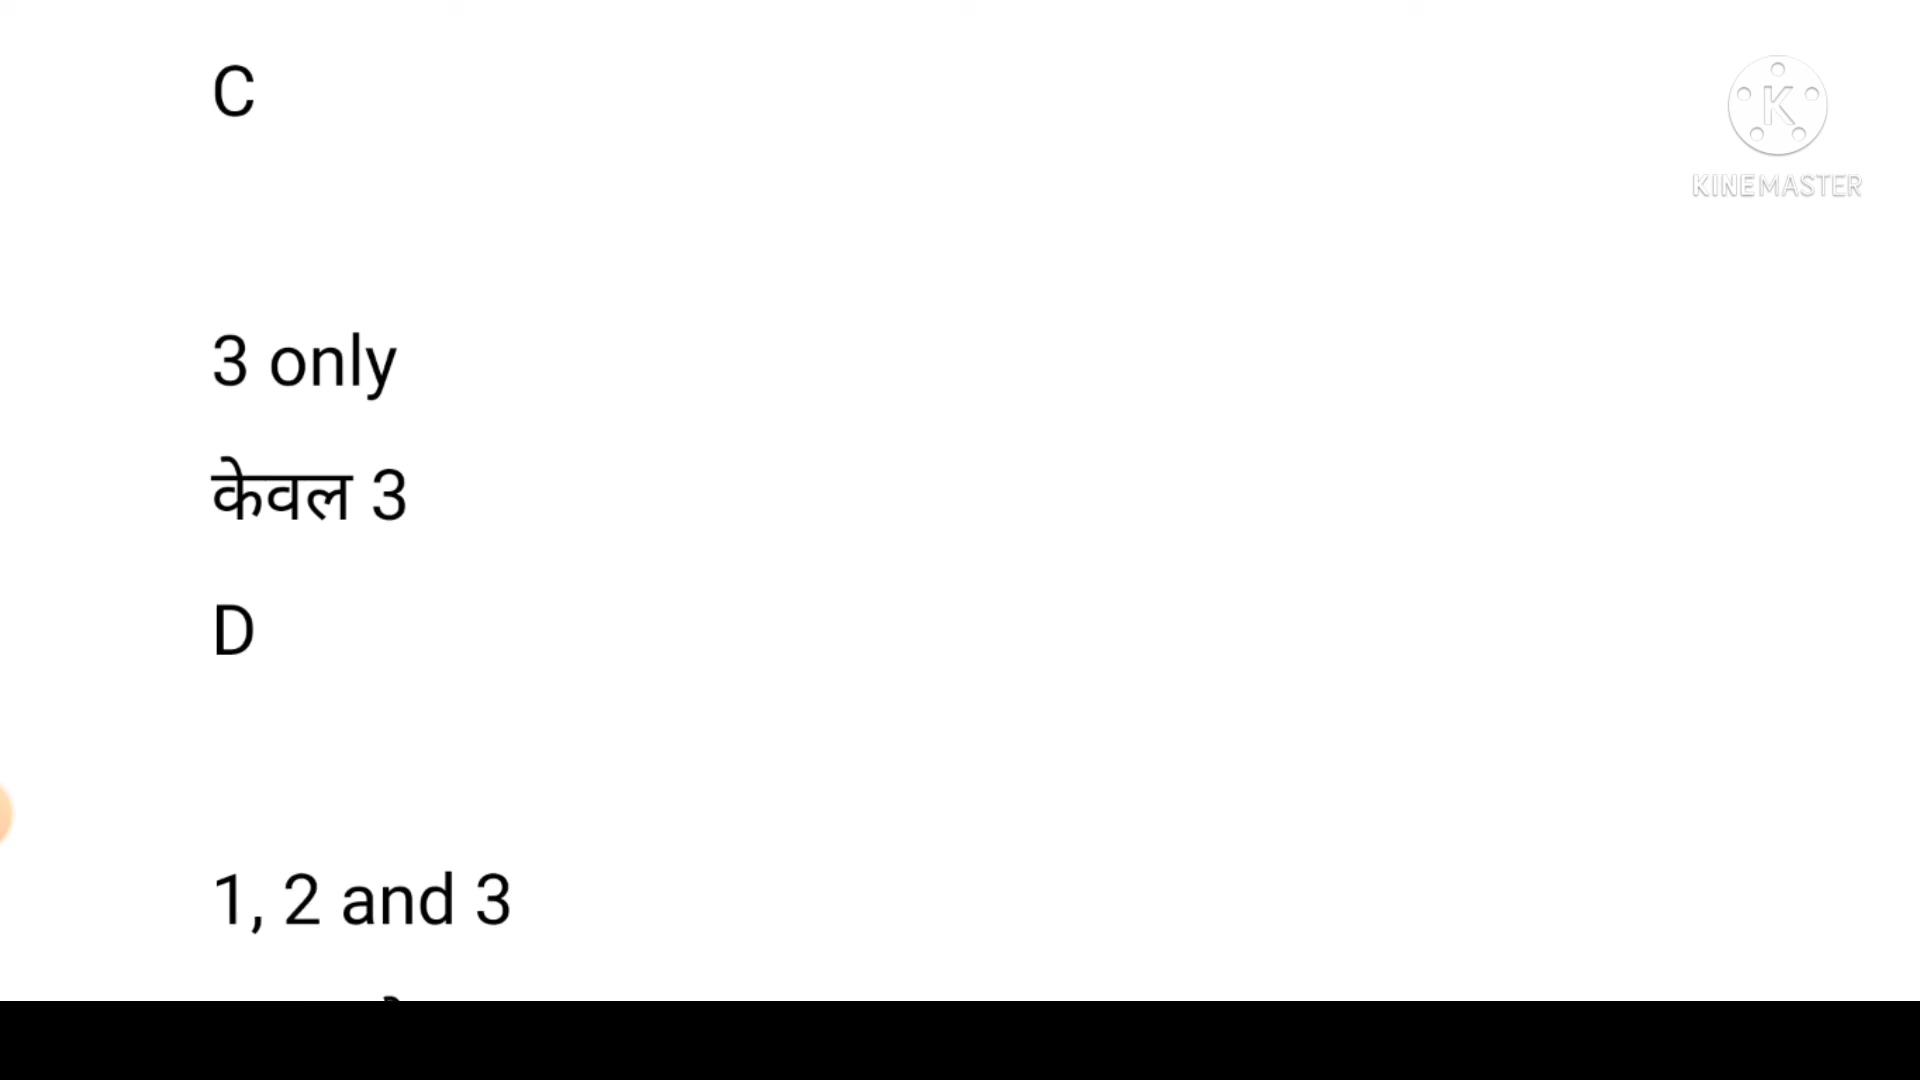 C
K
KINEMASTER
3 only
केवल 3
D
1, 2 and 3